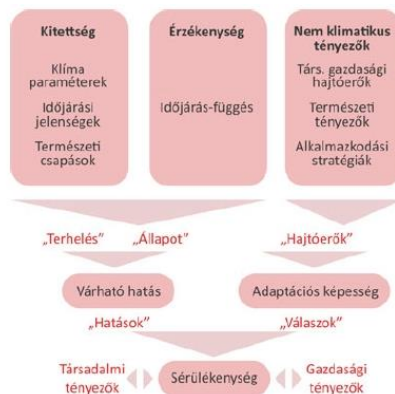 Kitettség
Klíma
paraméterek
Időjárási
jelenségek
Természeti
csapások
Érzékenység
Időjárás-függés
Nem klimatikus
tényezők
Társ. gazdasági
hajtóerők
Természeti
tényezők
Alkalmazkodási
stratégiák
„Terhelés” „Állapot” „Hajtóerők”
Várható hatás
Adaptációs képesség
„Hatások” „Válaszok”
Társadalmi
tényezők
Sérülékenység
Gazdasági
tényezők